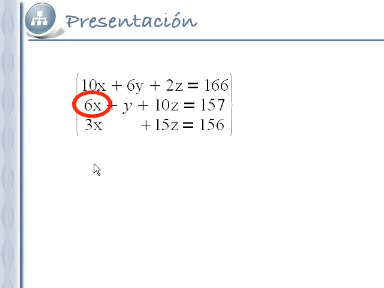 Presentación
10x + 6y + 2z = 166
6x + y + 10z = 157
3x +15z = 156